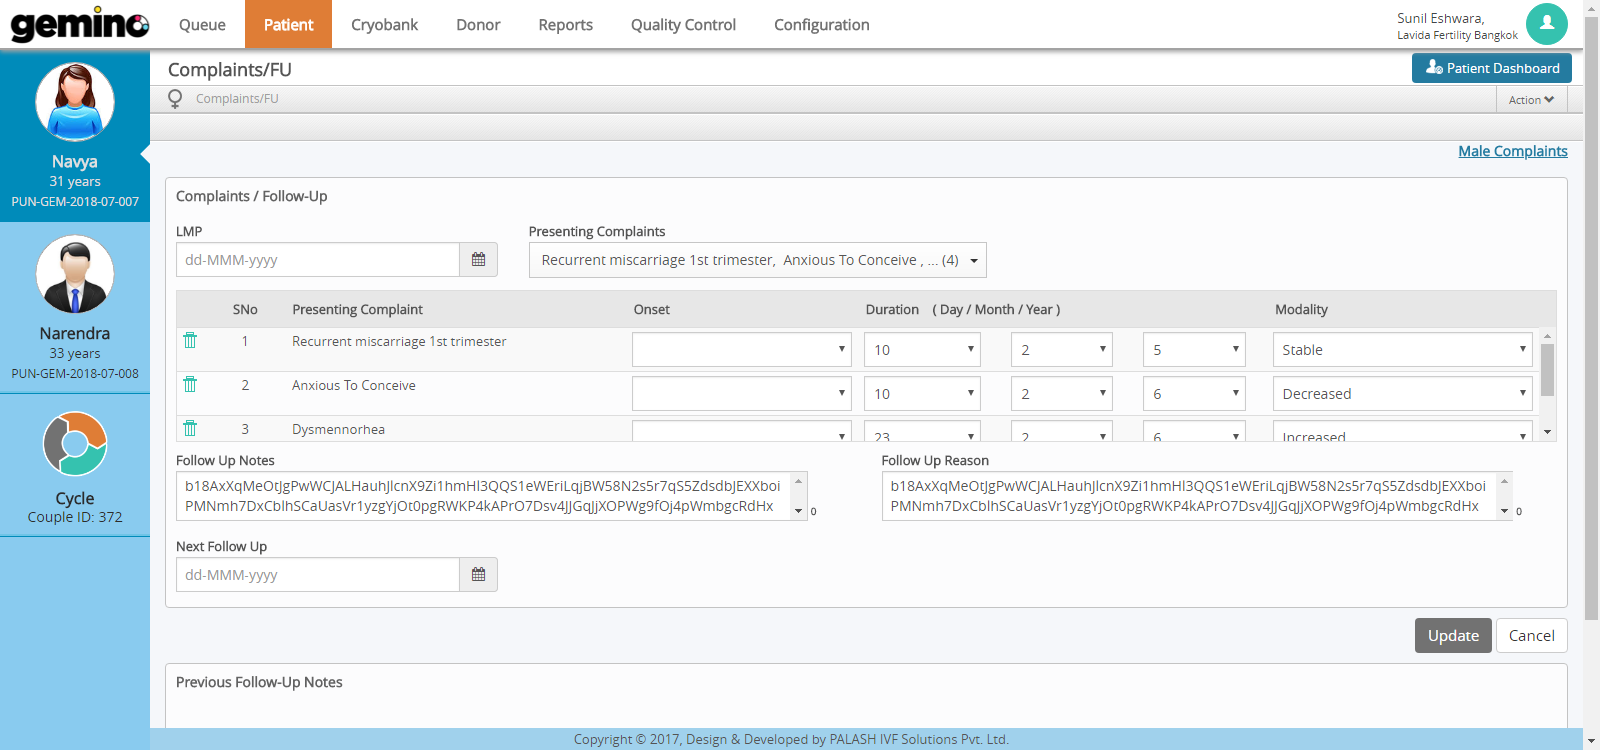 gemino Queue Patient Cryobank Donor Reports Quality Control Configuration Sunil Eshwara,
Lavida Fertility Bangkok
Complaints/FU Patient Dashboard
Complaints/FU Action
Navya
31 years
PUN-GEM-2018-07-007
Narendra
33 years
PUN-GEM-2018-07-008
Cycle
Couple ID: 372
Male Complaints
Complaints / Follow-Up
LMP Presenting Complaints
dd-MMM-yyyy Recurrent miscarriage 1st trimester, Anxious To Conceive , ... (4)
SNo Presenting Complaint Onset Duration ( Day / Month / Year ) Modality
1 Recurrent miscarriage 1st trimester 10 2 5 Stable
2 Anxious To Conceive 10 2 6 Decreased
3 Dysmennorhea 23 2 6 Increased
Follow Up Notes Follow Up Reason
b18AxXqMeOtJgPwWCJALHauhJlcnX9Zi1hmHl3QQS1eWEriLqjBW58N2s5r7qS5ZdsdbJEXXboi b18AxXqMeOtJgPwWCJALHauhJlcnX9Zi1hmHl3QQS1eWEriLqjBW58N2s5r7qS5ZdsdbJEXXboi
PMNmh7DxCblhSCaUasVr1yzgYjOt0pgRWKP4kAPrO7Dsv4JJGqJjXOPWg9fOj4pWmbgcRdHx 0 PMNmh7DxCblhSCaUasVr1yzgYjOt0pgRWKP4kAPrO7Dsv4JJGqJjXOPWg9fOj4pWmbgcRdHx 0
Next Follow Up
dd-MMM-yyyy
Update Cancel
Previous Follow-Up Notes
Copyright © 2017, Design & Developed by PALASH IVF Solutions Pvt. Ltd.